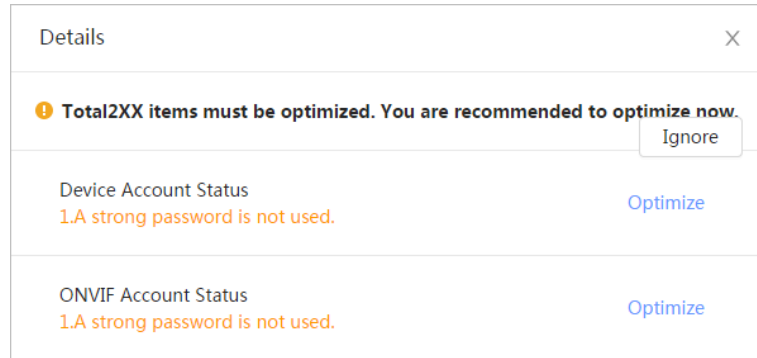 Details
Total2XX items must be optimized. You are recommended to optimize now.
Ignore
Device Account Status
Optimize
1.A strong password is not used.
ONVIF Account Status
Optimize
1.A strong password is not used.